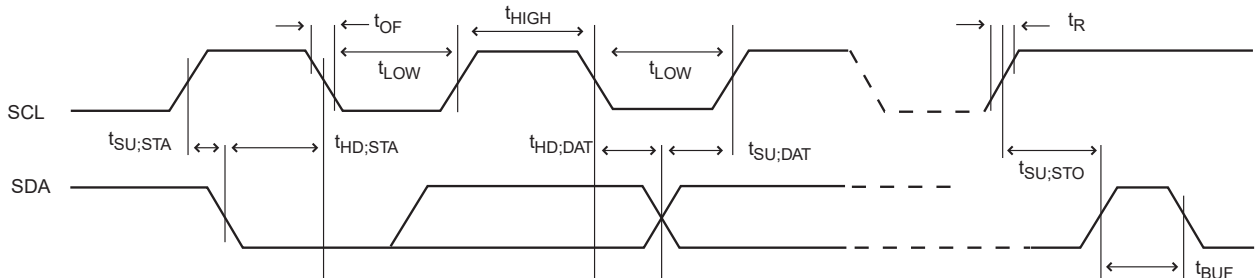 tOF
tHIGH
tR
tLOW
tLOW
SCL
tSU;STA
tHD;STA
tHD;DAT
tSU;DAT
tSU;STO
SDA
tBUF